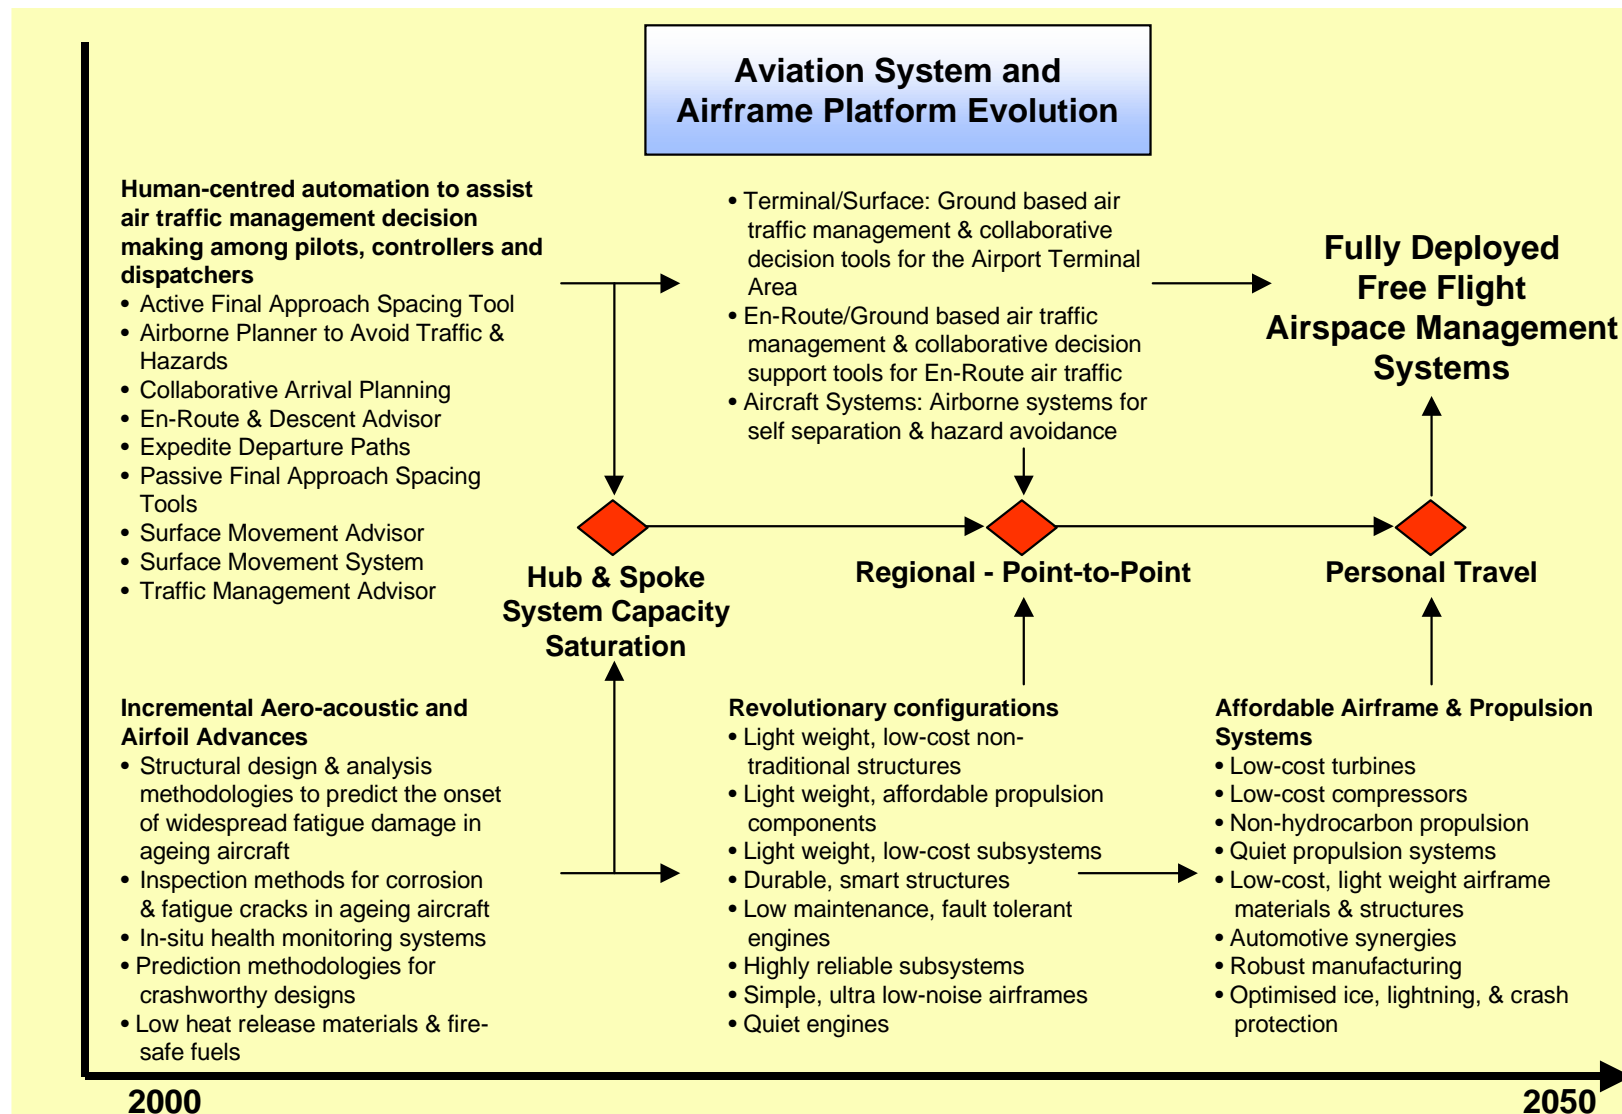 Aviation System and
Airframe Platform Evolution
Human-centred automation to assist
air traffic management decision
making among pilots, controllers and
dispatchers
• Active Final Approach Spacing Tool
• Airborne Planner to Avoid Traffic &
Hazards
• Collaborative Arrival Planning
• En-Route & Descent Advisor
• Expedite Departure Paths
• Passive Final Approach Spacing
Tools
• Surface Movement Advisor
• Surface Movement System
• Traffic Management Advisor
• Terminal/Surface: Ground based air
traffic management & collaborative
decision tools for the Airport Terminal
Area
• En-Route/Ground based air traffic
management & collaborative decision
support tools for En-Route air traffic
• Aircraft Systems: Airborne systems for
self separation & hazard avoidance
Fully Deployed
Free Flight
Airspace Management
Systems
Hub & Spoke
System Capacity
Saturation
Regional - Point-to-Point
Personal Travel
Incremental Aero-acoustic and
Airfoil Advances
• Structural design & analysis
methodologies to predict the onset
of widespread fatigue damage in
ageing aircraft
• Inspection methods for corrosion
& fatigue cracks in ageing aircraft
• In-situ health monitoring systems
• Prediction methodologies for
crashworthy designs
• Low heat release materials & fire-
safe fuels
Revolutionary configurations
• Light weight, low-cost non-
traditional structures
• Light weight, affordable propulsion
components
• Light weight, low-cost subsystems
• Durable, smart structures
• Low maintenance, fault tolerant
engines
• Highly reliable subsystems
• Simple, ultra low-noise airframes
• Quiet engines
Affordable Airframe & Propulsion
Systems
• Low-cost turbines
• Low-cost compressors
• Non-hydrocarbon propulsion
• Quiet propulsion systems
• Low-cost, light weight airframe
materials & structures
• Automotive synergies
• Robust manufacturing
• Optimised ice, lightning, & crash
protection
2000
2050